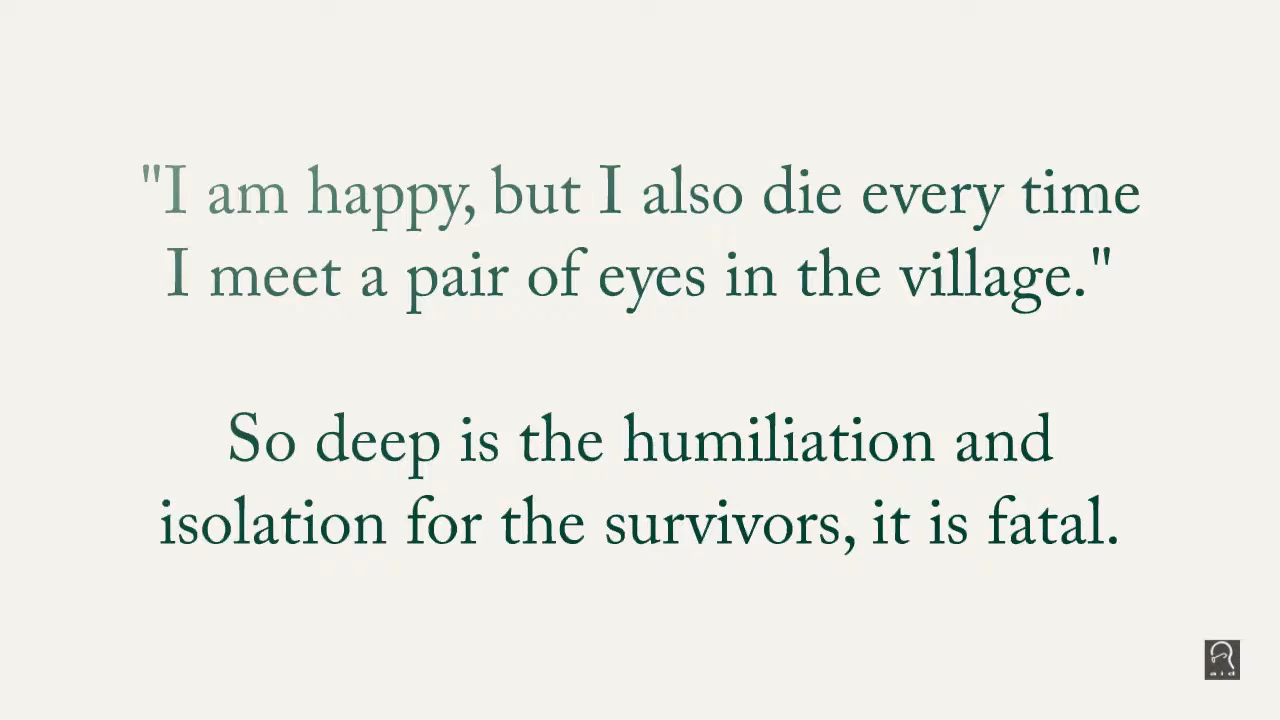 "I am happy, but I also die every time
I meet a pair of eyes in the village."
So deep is the humiliation and
isolation for the survivors, it is fatal.
aid